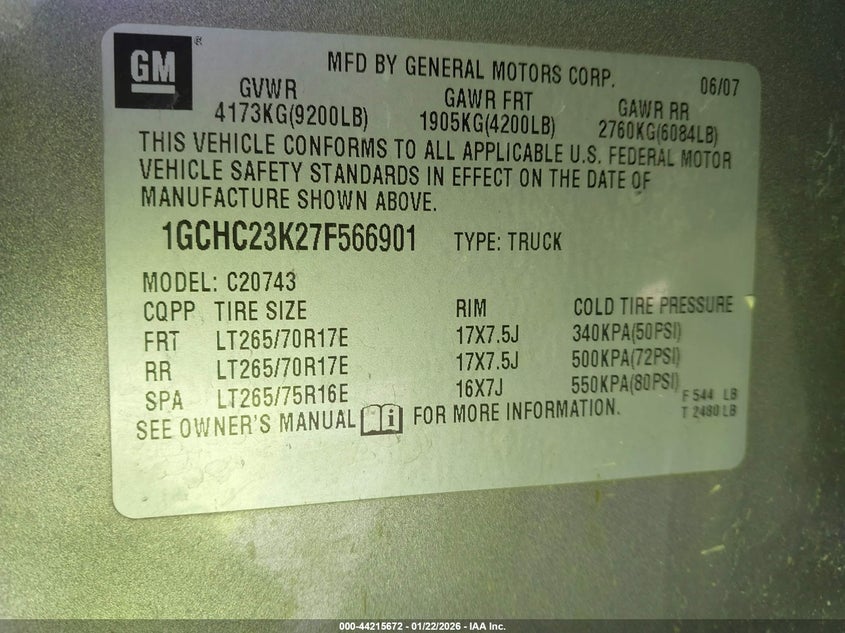 GM ®
MFD BY GENERAL MOTORS CORP. 06/07
GVWR GAWR FRT GAWR RR
4173KG(9200LB) 1905KG(4200LB) 2760KG(6084LB)
THIS VEHICLE CONFORMS TO ALL APPLICABLE U.S. FEDERAL MOTOR
VEHICLE SAFETY STANDARDS IN EFFECT ON THE DATE OF
MANUFACTURE SHOWN ABOVE.
1GCHC23K27F566901 TYPE: TRUCK
MODEL: C20743
CQPP TIRE SIZE RIM COLD TIRE PRESSURE
FRT LT265/70R17E 17X7.5J 340KPA(50PSI)
RR LT265/70R17E 17X7.5J 500KPA(72PSI)
SPA LT265/75R16E 16X7J 550KPA(80PSI)
F 544 LB
T 2480 LB
SEE OWNER'S MANUAL i FOR MORE INFORMATION.
000-44215672 - 01/22/2026 - IAA Inc.